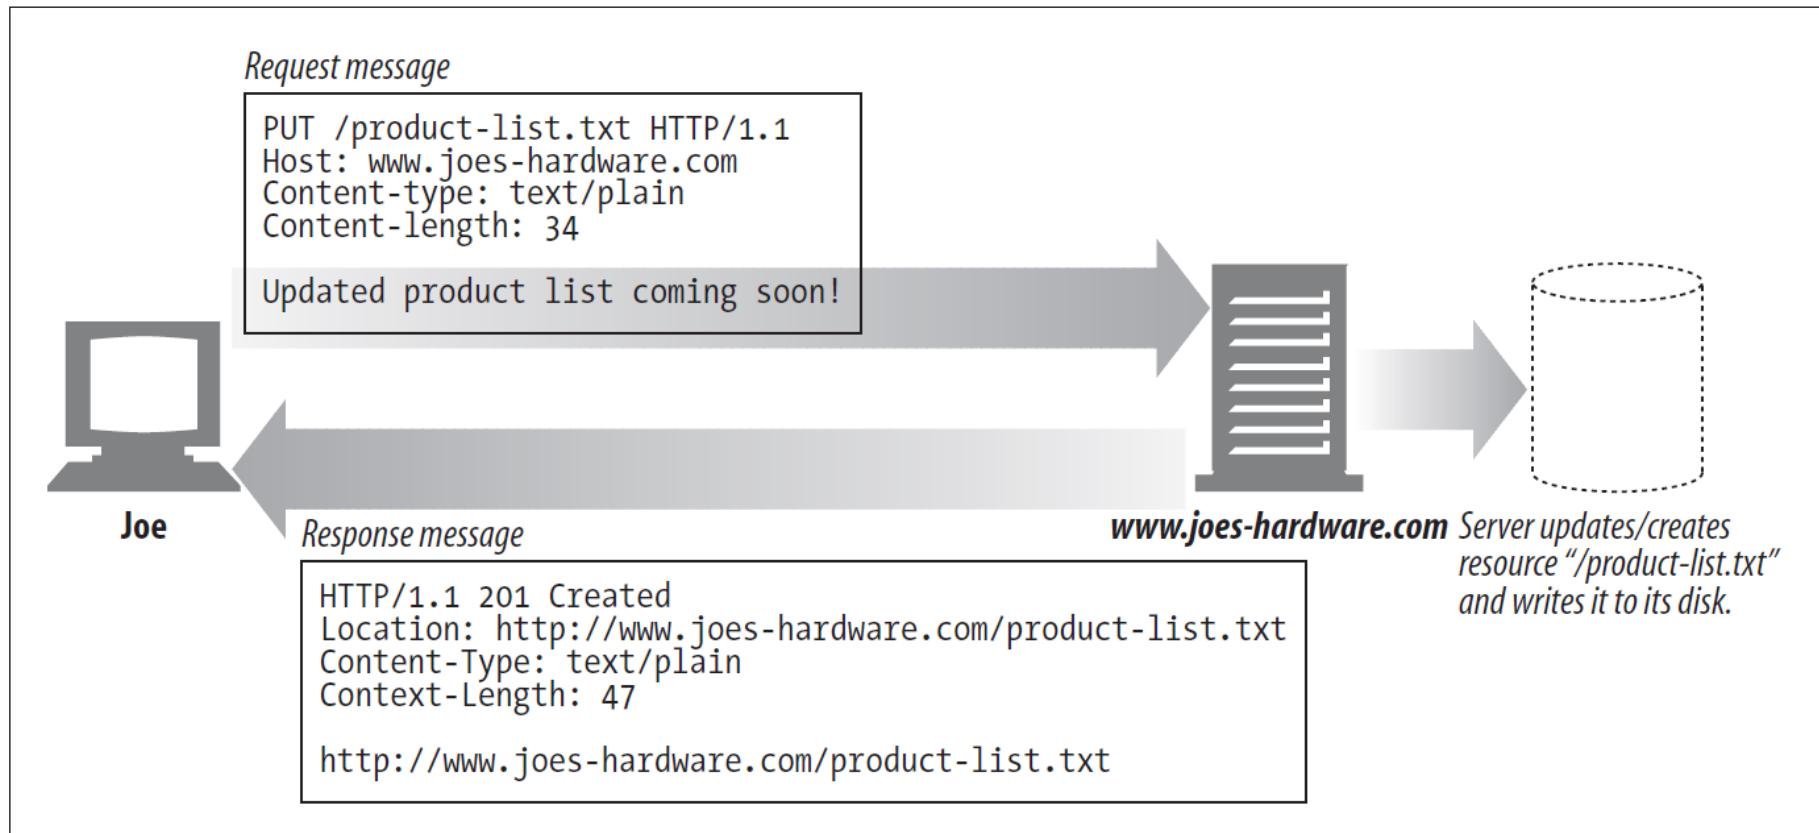 Request message
PUT /product-list.txt HTTP/1.1
Host: www.joes-hardware.com
Content-type: text/plain
Content-length: 34
Updated product list coming soon!
Joe
www.joes-hardware.com
Server updates/creates
resource “/product-list.txt”
and writes it to its disk.
Response message
HTTP/1.1 201 Created
Location: http://www.joes-hardware.com/product-list.txt
Content-Type: text/plain
Context-Length: 47
http://www.joes-hardware.com/product-list.txt